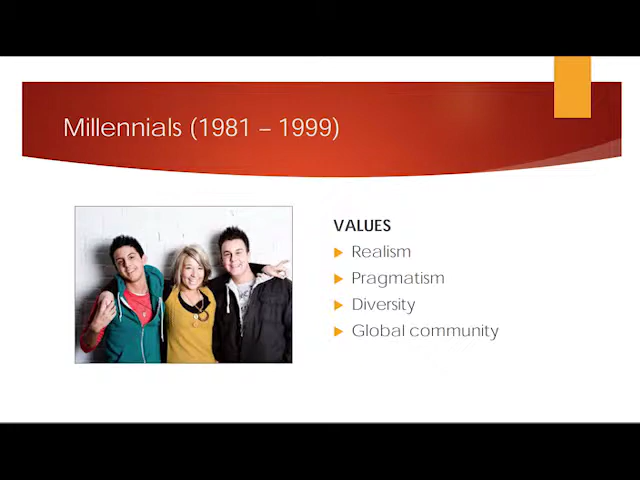 Millennials (1981 – 1999)
VALUES
Realism
Pragmatism
Diversity
Global community